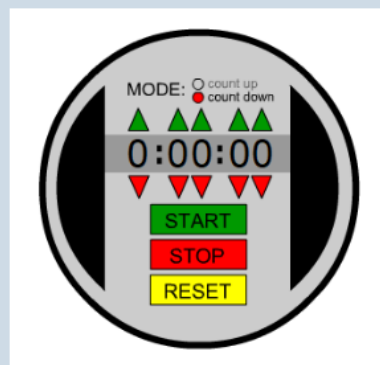 MODE: count up
count down
0:00:00
START
STOP
RESET